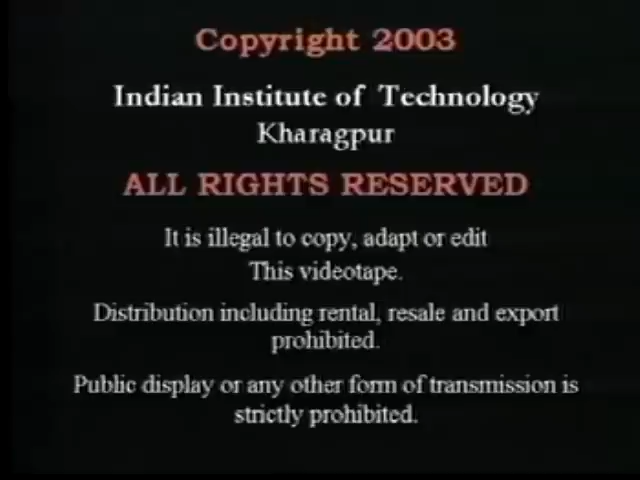 Copyright 2003
Indian Institute of Technology
Kharagpur
ALL RIGHTS RESERVED
It is illegal to copy, adapt or edit
This videotape.
Distribution including rental, resale and export
prohibited.
Public display or any other form of transmission is
strictly prohibited.